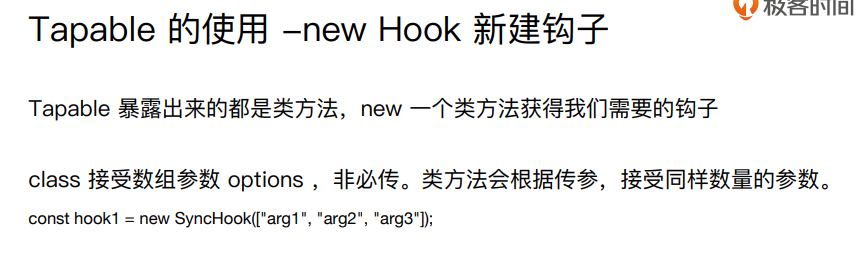 极客时间
Tapable 的使用 –new Hook 新建钩子
Tapable 暴露出来的都是类方法，new 一个类方法获得我们需要的钩子
class 接受数组参数 options ，非必传。类方法会根据传参，接受同样数量的参数。
const hook1 = new SyncHook(["arg1", "arg2", "arg3"]);